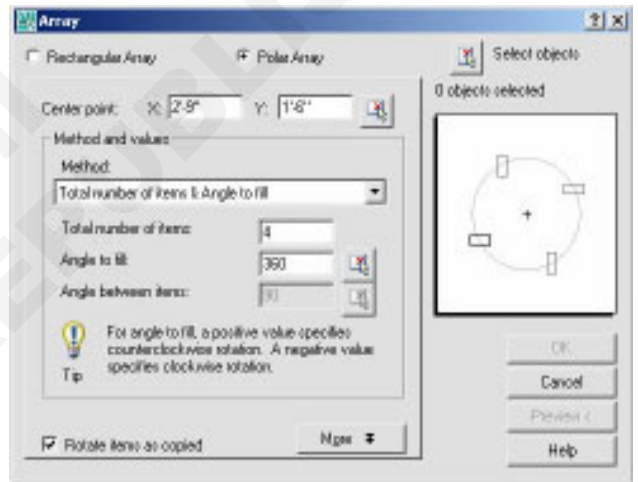 Array
Rectangular Array
Polar Array
Select objects
0 objects selected
Center point:
X:
2'-9"
Y:
1'-6"
Method and values
Method:
Total number of items & Angle to fill
Total number of items:
4
Angle to fill:
360
Angle between items:
90
For angle to fill, a positive value specifies
counterclockwise rotation. A negative value
specifies clockwise rotation.
Tip
Rotate items as copied
More
OK
Cancel
Preview <
Help